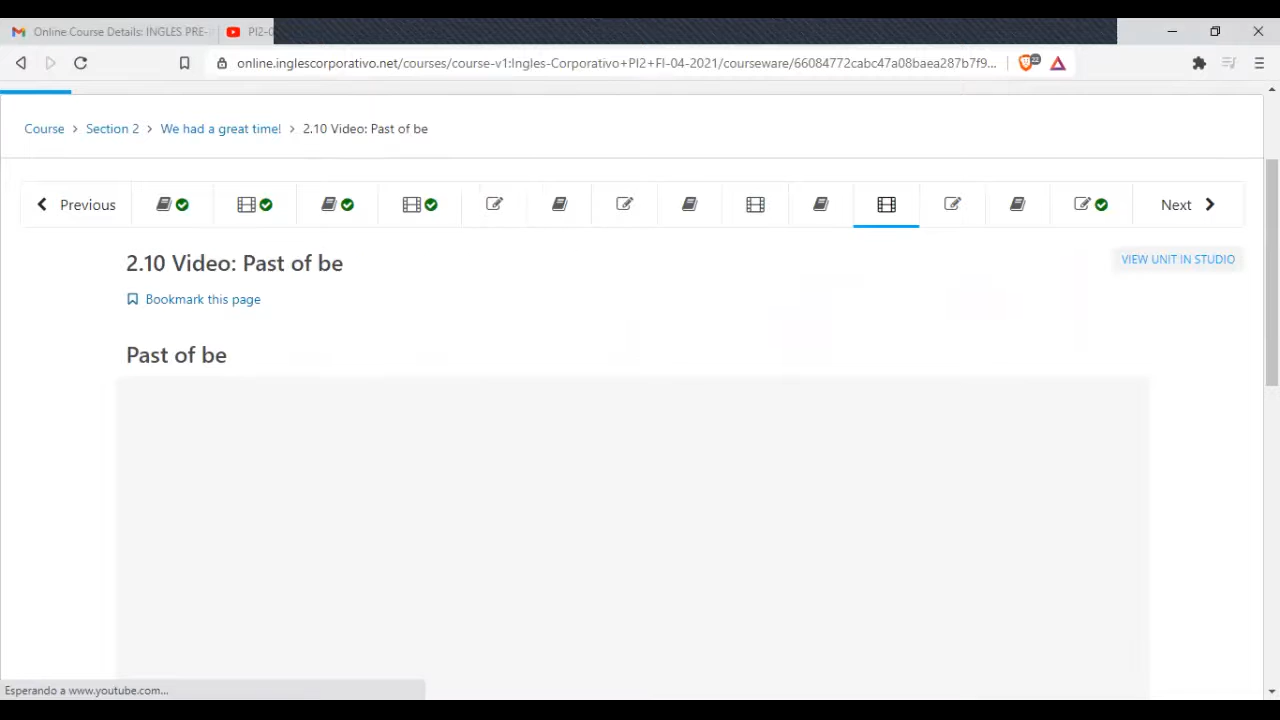 Online Course Details: INGLES PRE-
PI2-0
online.inglescorporativo.net/courses/course-v1:Ingles-Corporativo+PI2+FI-04-2021/courseware/66084772cabc47a08baea287b7f9...
22
Course > Section 2 > We had a great time! > 2.10 Video: Past of be
Previous
Next
2.10 Video: Past of be
VIEW UNIT IN STUDIO
Bookmark this page
Past of be
Esperando a www.youtube.com...